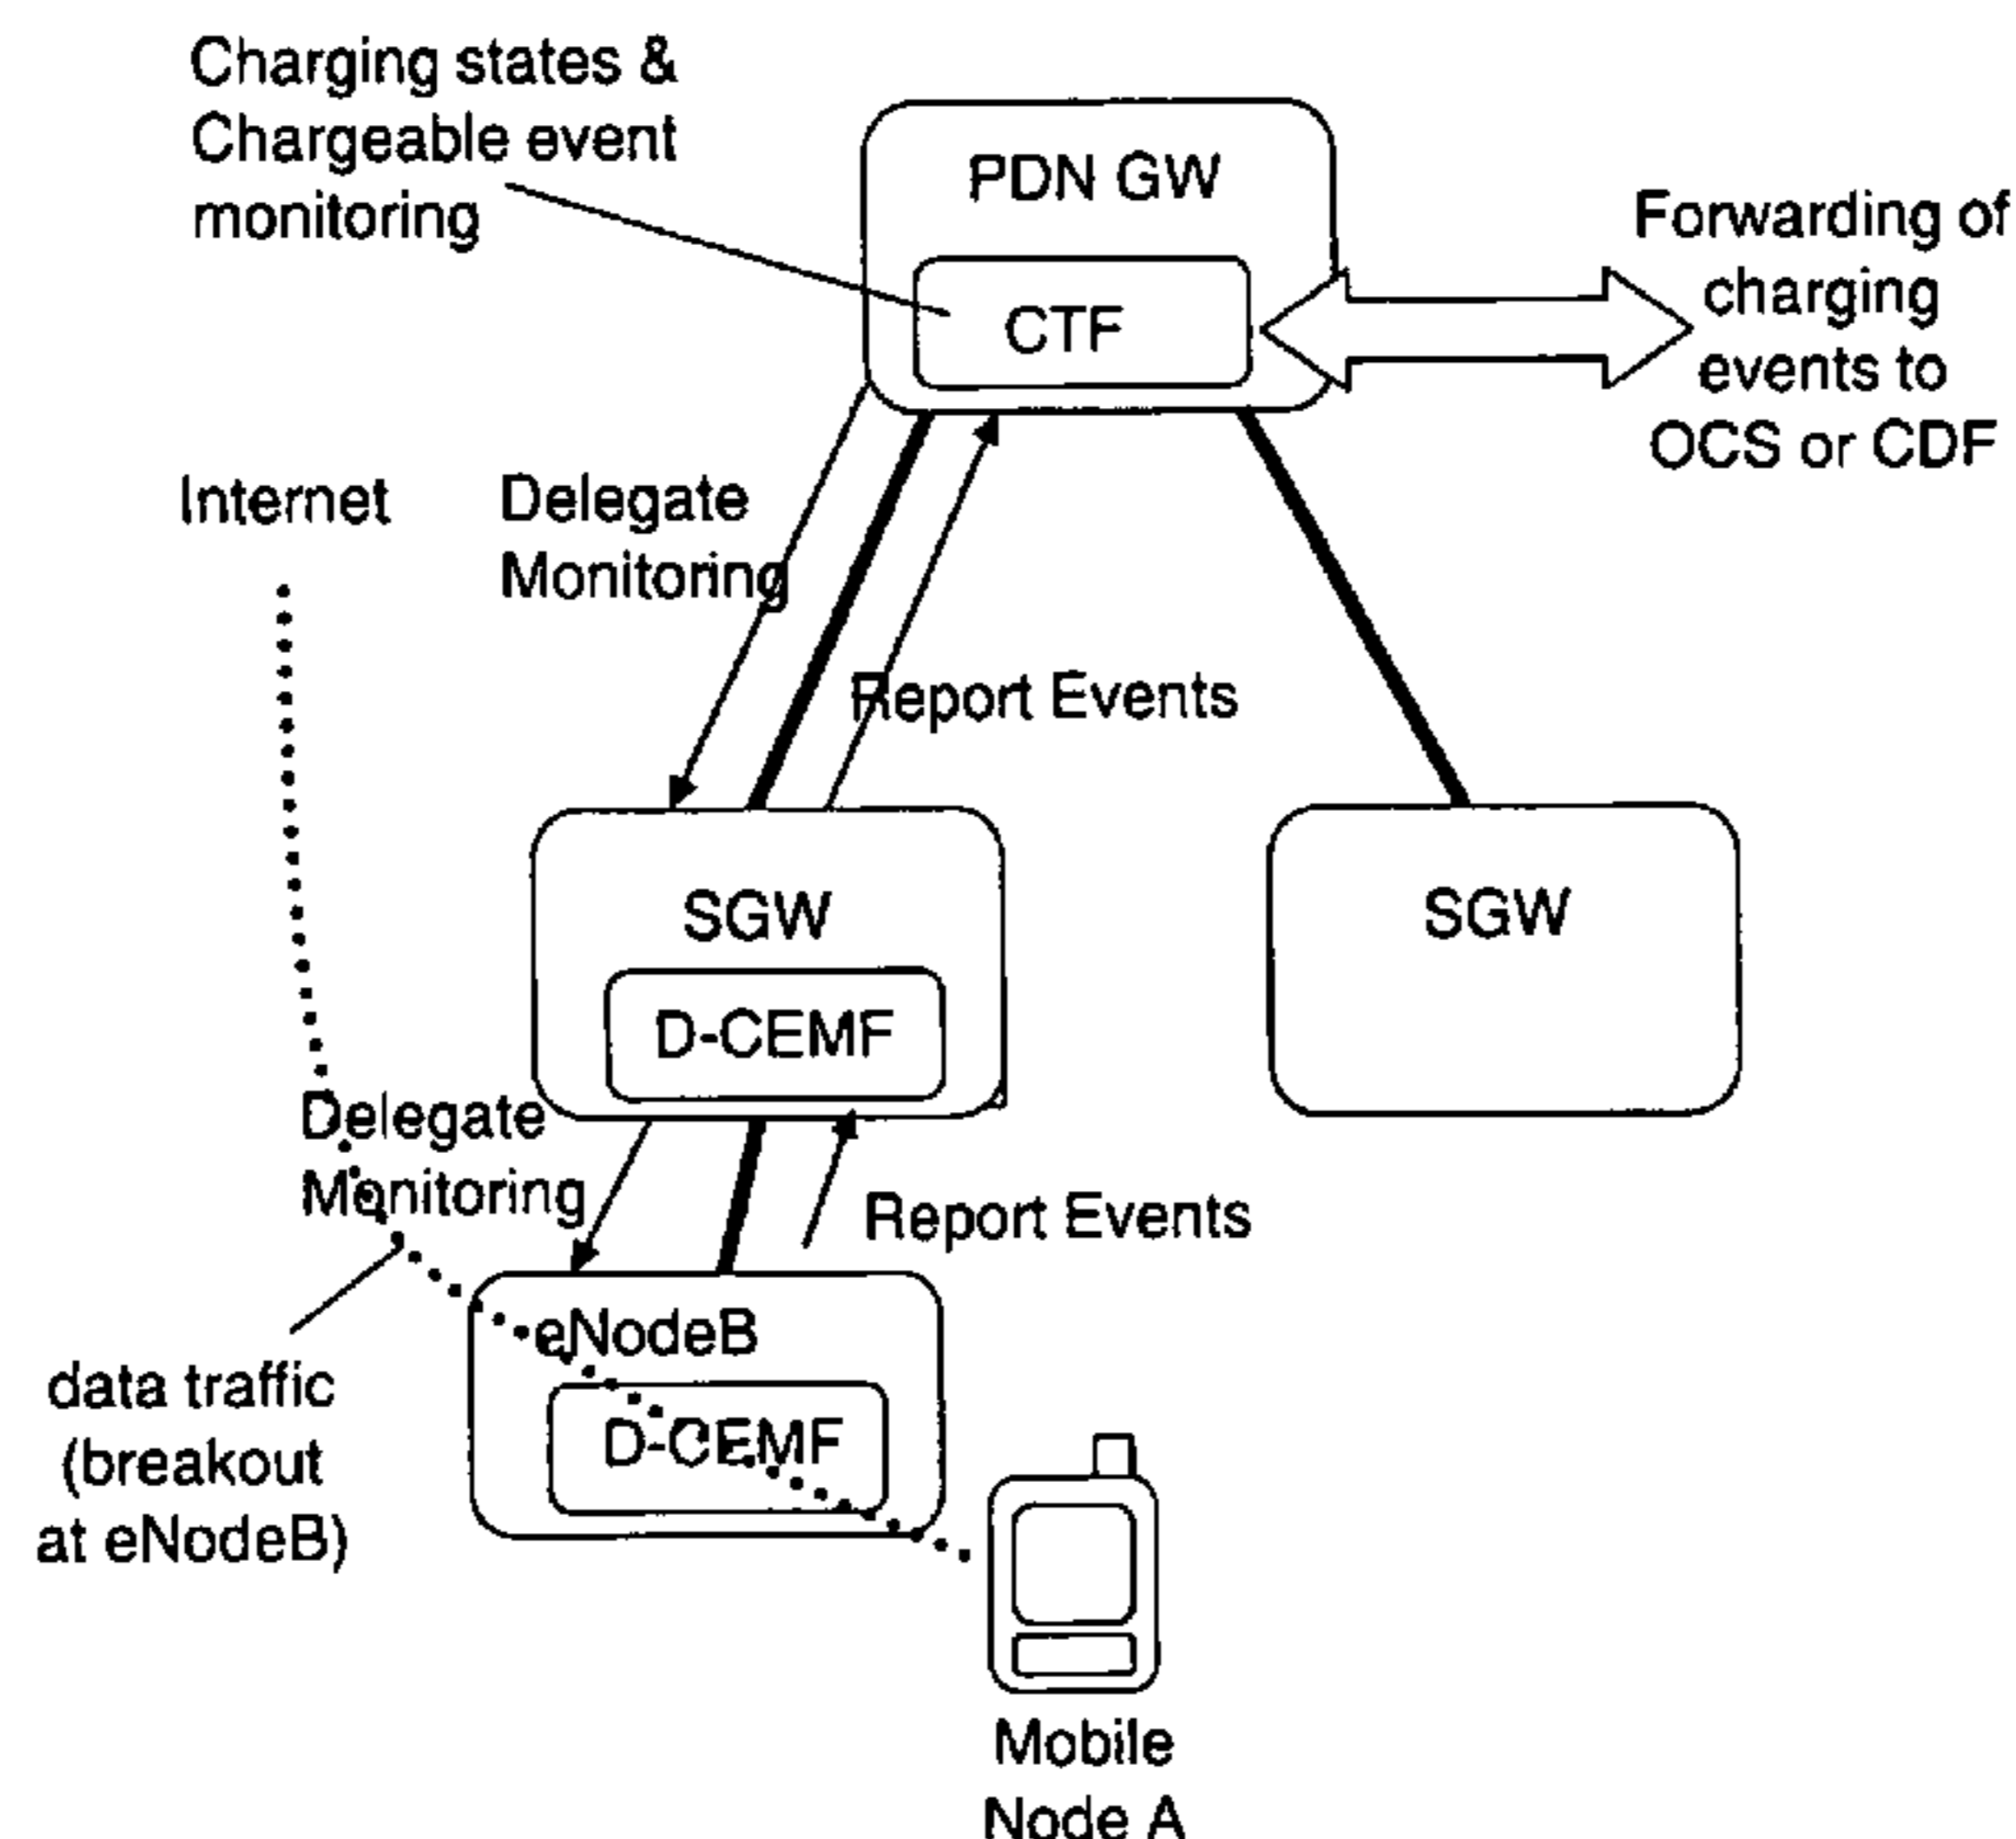 Charging states &
Chargeable event
monitoring
PDN GW
CTF
Forwarding of
charging
events to
OCS or CDF
Internet
Delegate
Monitoring
Report Events
SGW
D-CEMF
SGW
Delegate
Monitoring
Report Events
eNodeB
D-CEMF
data traffic
(breakout
at eNodeB)
Mobile
Node A